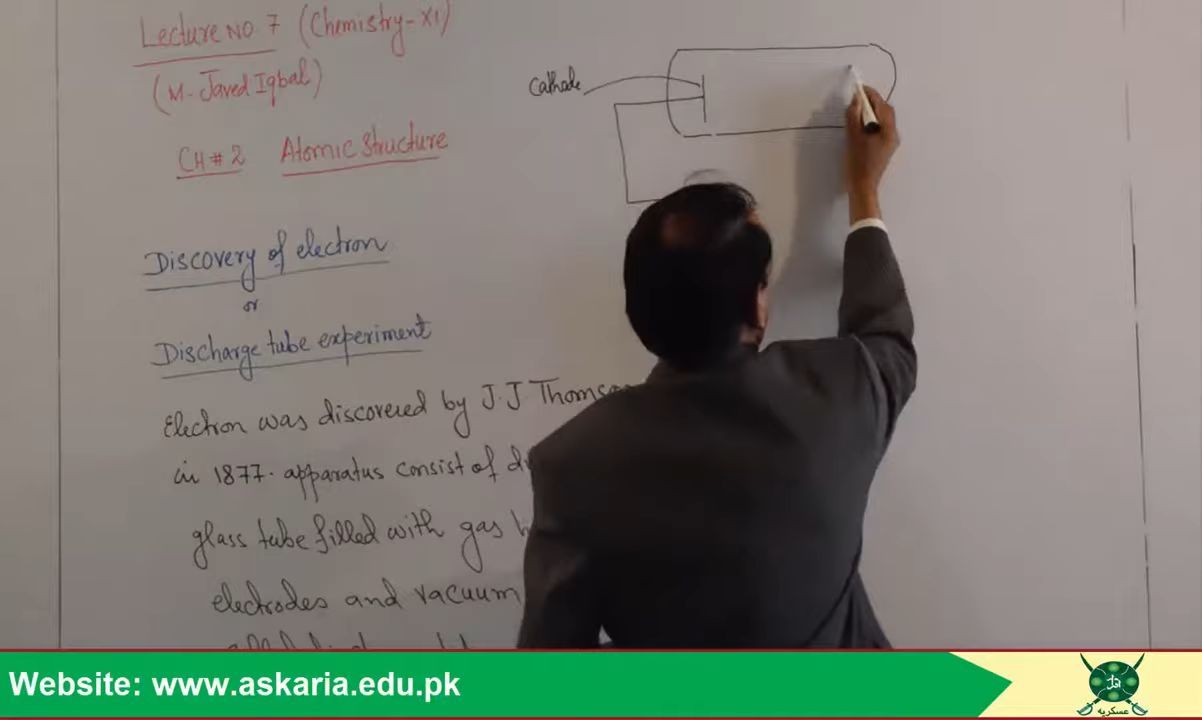 Lecture NO. 7 (Chemistry-XI)
(M. Javed Iqbal)
CH # 2 Atomic Structure
Cathode
Discovery of electron
or
Discharge tube experiment
Electron was discovered by J.J Thomson
in 1877. apparatus consist of
glass tube filled with gas
electrodes and vacuum
Website: www.askaria.edu.pk
عسکریہ